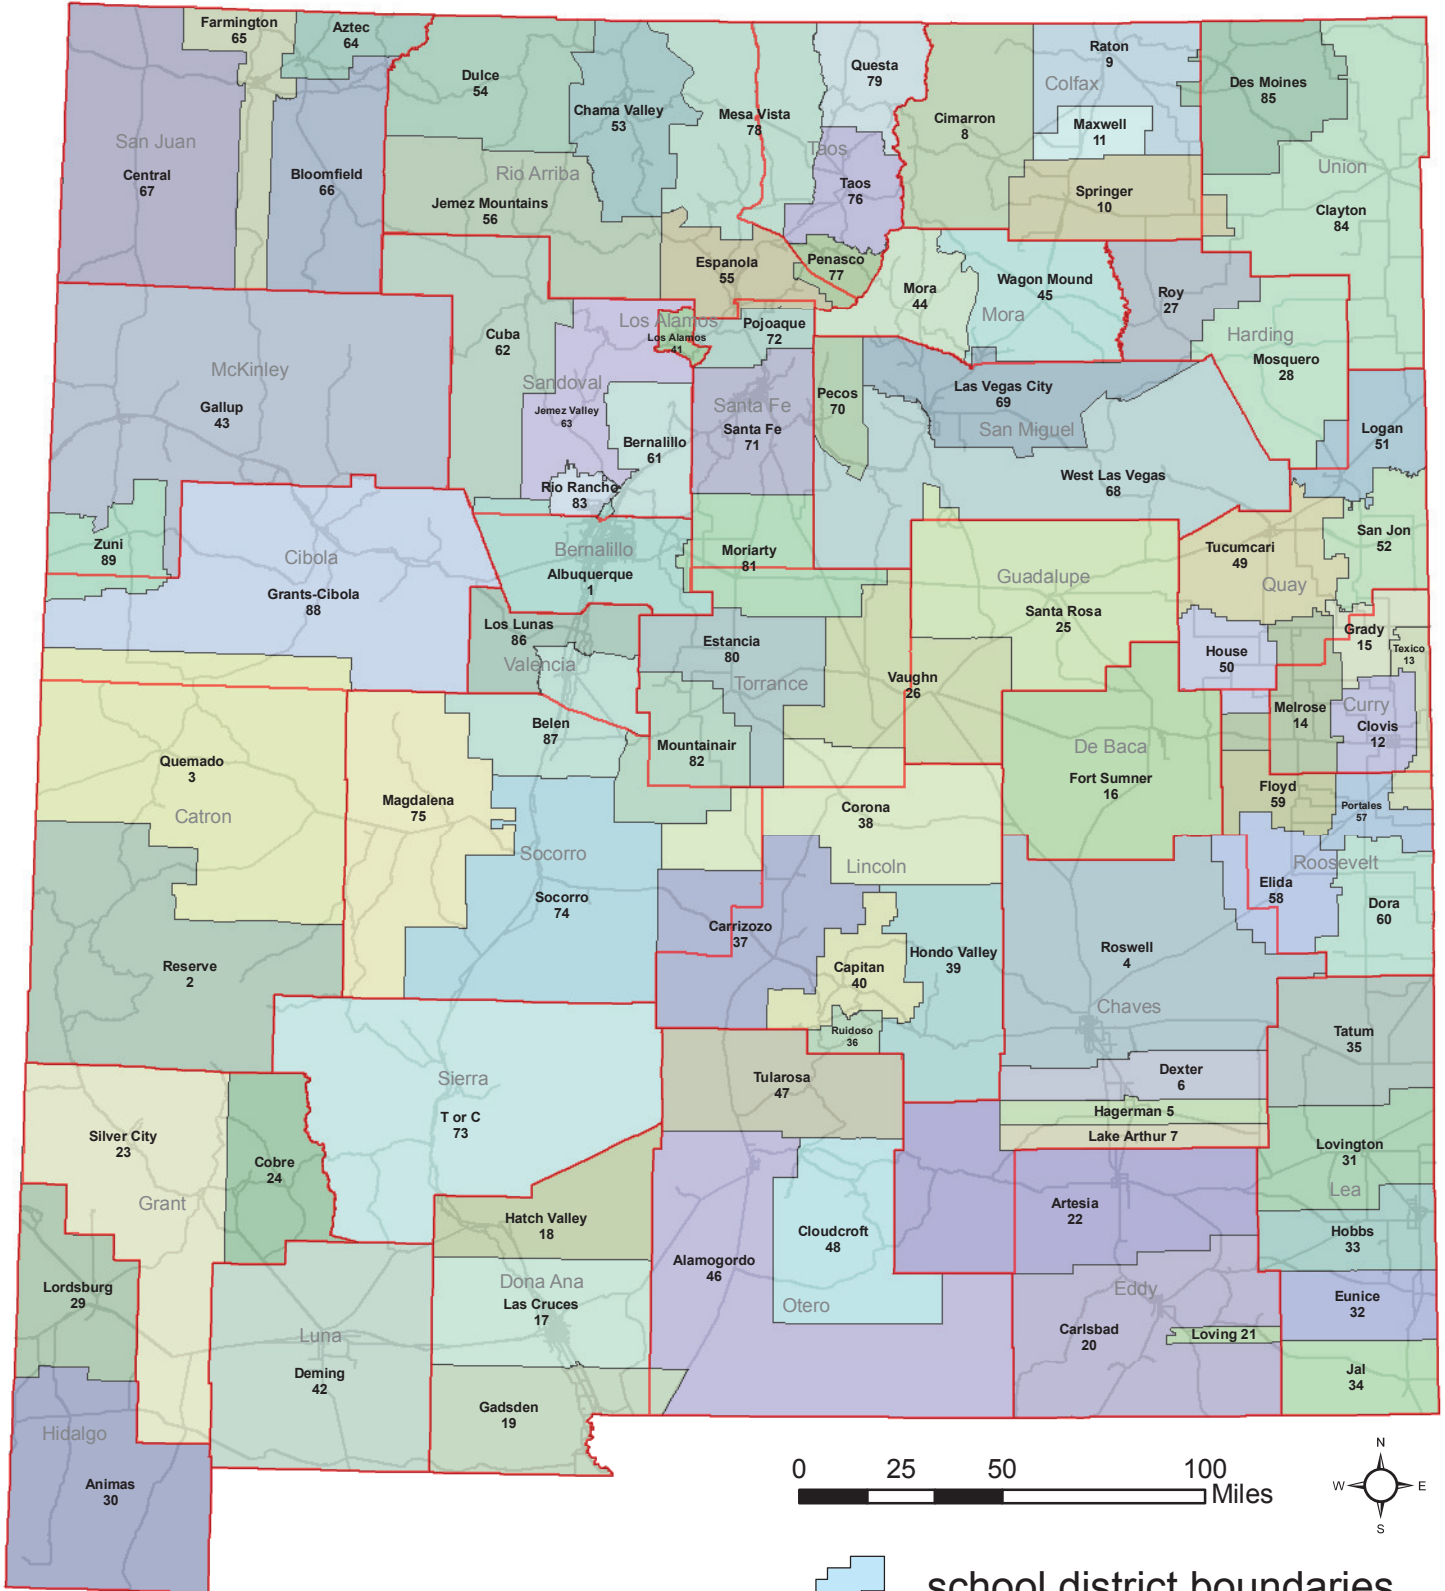 Farmington
65
Aztec
64
Dulce
54
Chama Valley
53
Mesa Vista
78
Questa
79
Cimarron
8
Raton
9
Colfax
Maxwell
11
Des Moines
85
San Juan
Central
67
Bloomfield
66
Rio Arriba
Jemez Mountains
56
Taos
Taos
76
Springer
10
Union
Clayton
84
Espanola
55
Penasco
77
Mora
44
Wagon Mound
45
Mora
Roy
27
Harding
Mosquero
28
Cuba
62
Los Alamos
Los Alamos
41
Pojoaque
72
McKinley
Gallup
43
Sandoval
Jemez Valley
63
Bernalillo
61
Santa Fe
Santa Fe
71
Pecos
70
Las Vegas City
69
San Miguel
Logan
51
Rio Rancho
83
West Las Vegas
68
Zuni
89
Cibola
Grants-Cibola
88
Bernalillo
Albuquerque
1
Moriarty
81
Guadalupe
Santa Rosa
25
Tucumcari
49
Quay
San Jon
52
Los Lunas
86
Valencia
Estancia
80
Torrance
Vaughn
26
House
50
Grady
15
Texico
13
Belen
87
Mountainair
82
De Baca
Fort Sumner
16
Melrose
14
Curry
Clovis
12
Quemado
3
Catron
Magdalena
75
Corona
38
Lincoln
Floyd
59
Portales
57
Socorro
Socorro
74
Roosevelt
Elida
58
Dora
60
Reserve
2
Carrizozo
37
Capitan
40
Hondo Valley
39
Roswell
4
Chaves
Ruidoso
36
Tatum
35
Sierra
T or C
73
Tularosa
47
Dexter
6
Hagerman 5
Lake Arthur 7
Silver City
23
Cobre
24
Grant
Lovington
31
Lea
Hatch Valley
18
Cloudcroft
48
Artesia
22
Hobbs
33
Alamogordo
46
Lordsburg
29
Dona Ana
Las Cruces
17
Otero
Eddy
Carlsbad
20
Loving 21
Eunice
32
Luna
Deming
42
Jal
34
Gadsden
19
Hidalgo
Animas
30
0 25 50 100
Miles
N
W E
S
school district boundaries